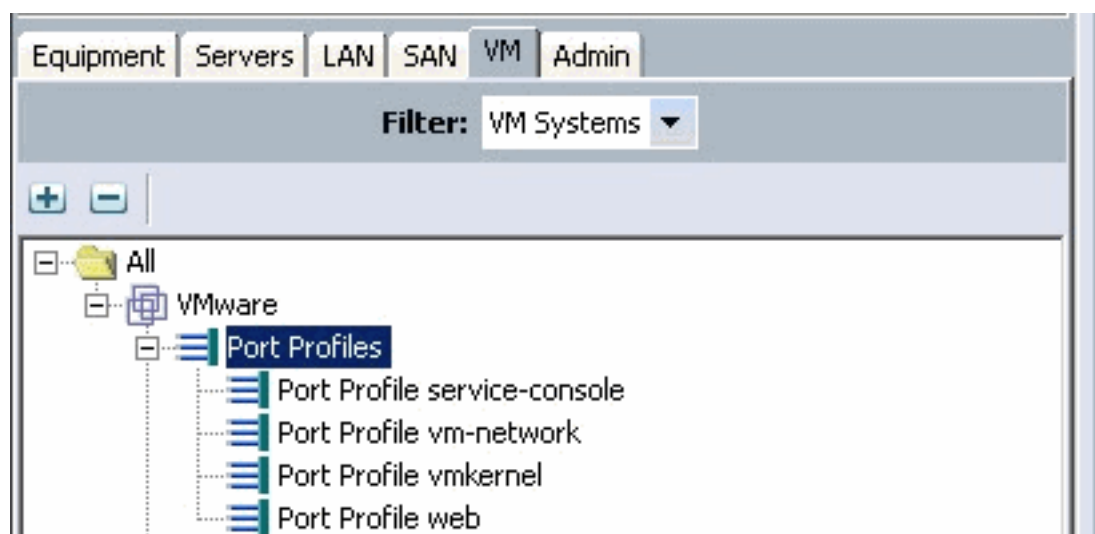 Equipment Servers LAN SAN VM Admin
Filter: VM Systems
All
VMware
Port Profiles
Port Profile service-console
Port Profile vm-network
Port Profile vmkernel
Port Profile web